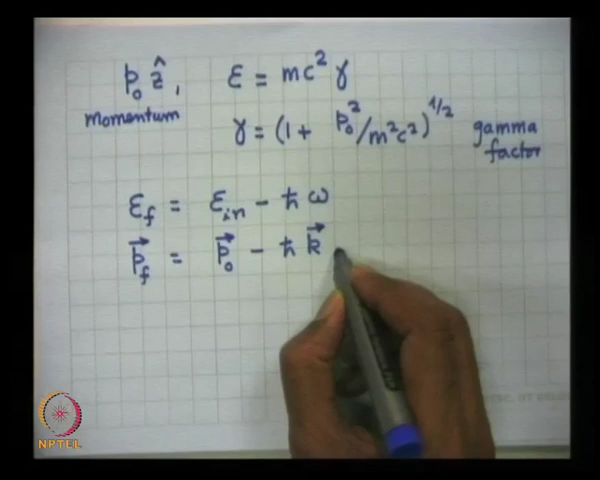 p₀ ẑ, ε = mc² γ
momentum
γ = (1 + p₀²/m²c²)^1/2 gamma factor
ε_f = ε_in − ħ ω
p⃗_f = p⃗₀ − ħ k⃗
NPTEL